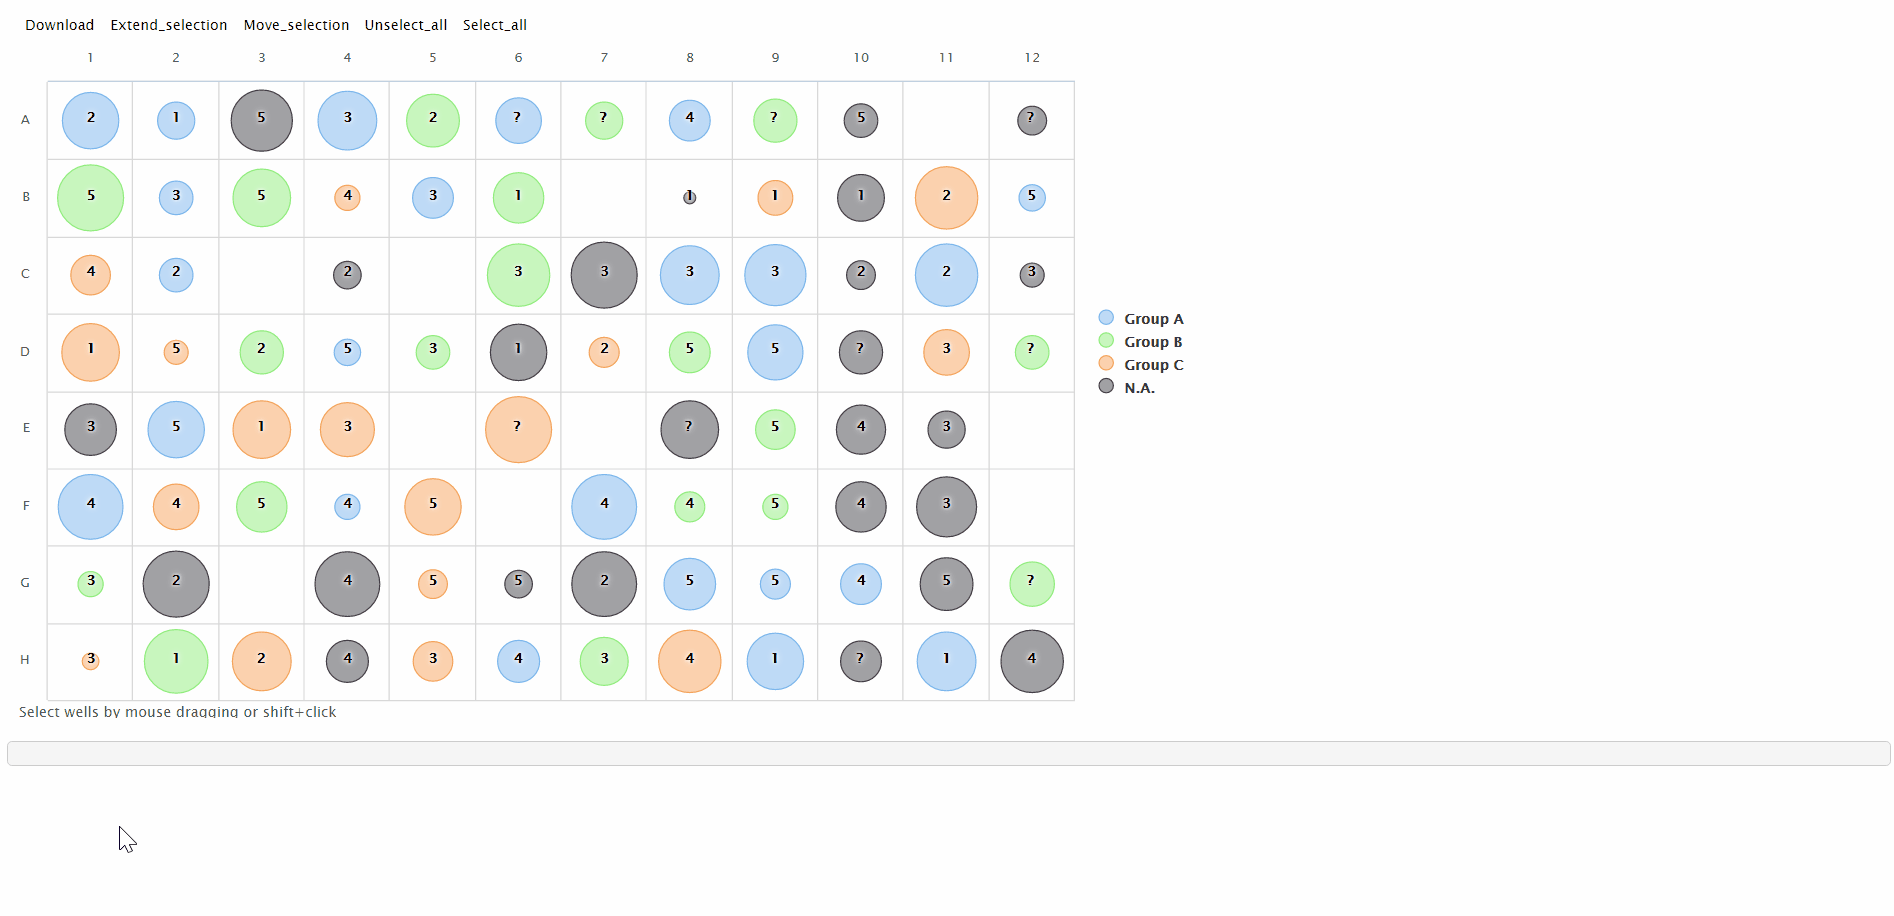 Download Extend_selection Move_selection Unselect_all Select_all
1 2 3 4 5 6 7 8 9 10 11 12
A 2 1 5 3 2 ? ? 4 ? 5 ?
B 5 3 5 4 3 1 1 1 1 2 5
C 4 2 2 3 3 3 3 2 2 3
D 1 5 2 5 3 1 2 5 5 ? 3 ?
E 3 5 1 3 ? ? 5 4 3
F 4 4 5 4 5 4 4 5 4 3
G 3 2 4 5 5 2 5 5 4 5 ?
H 3 1 2 4 3 4 3 4 1 ? 1 4
Group A
Group B
Group C
N.A.
Select wells by mouse dragging or shift+click